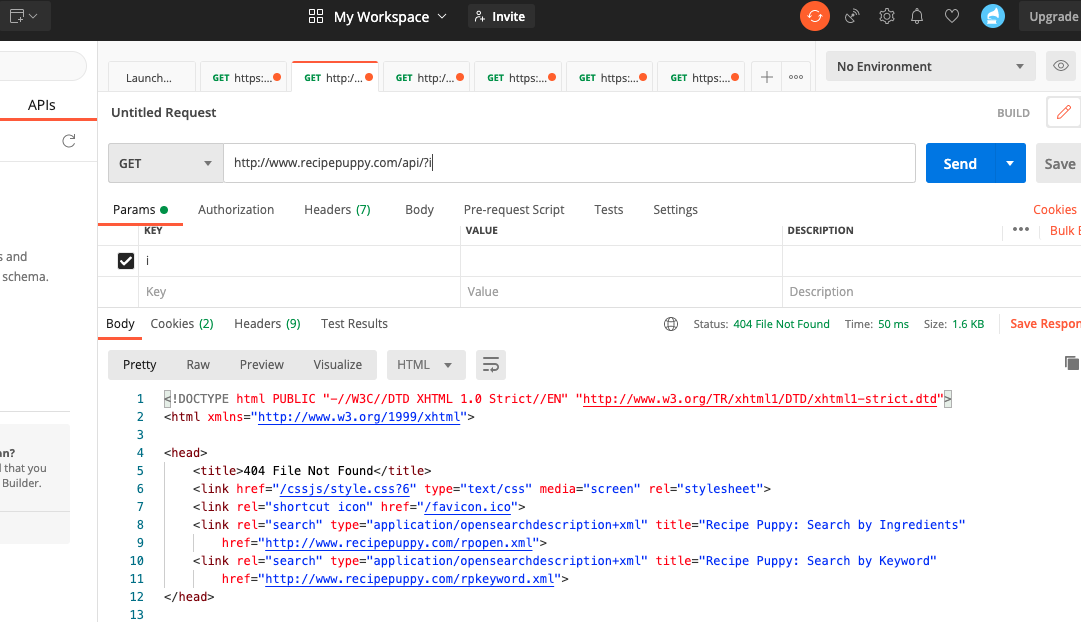 My Workspace Invite Upgrade
APIs
Launch... GET https:... GET http:/... GET http:/... GET https:... GET https:... GET https:... No Environment
Untitled Request BUILD
GET http://www.recipepuppy.com/api/?i Send Save
Params Authorization Headers (7) Body Pre-request Script Tests Settings Cookies
KEY VALUE DESCRIPTION ••• Bulk E
s and
schema.
i
Key Value Description
Body Cookies (2) Headers (9) Test Results Status: 404 File Not Found Time: 50 ms Size: 1.6 KB Save Respon
Pretty Raw Preview Visualize HTML
1 <!DOCTYPE html PUBLIC "-//W3C//DTD XHTML 1.0 Strict//EN" "http://www.w3.org/TR/xhtml1/DTD/xhtml1-strict.dtd">
2 <html xmlns="http://www.w3.org/1999/xhtml">
3
4 <head>
5 <title>404 File Not Found</title>
6 <link href="/cssjs/style.css?6" type="text/css" media="screen" rel="stylesheet">
7 <link rel="shortcut icon" href="/favicon.ico">
8 <link rel="search" type="application/opensearchdescription+xml" title="Recipe Puppy: Search by Ingredients"
9 href="http://www.recipepuppy.com/rpopen.xml">
10 <link rel="search" type="application/opensearchdescription+xml" title="Recipe Puppy: Search by Keyword"
11 href="http://www.recipepuppy.com/rpkeyword.xml">
12 </head>
13
an?
d that you
Builder.